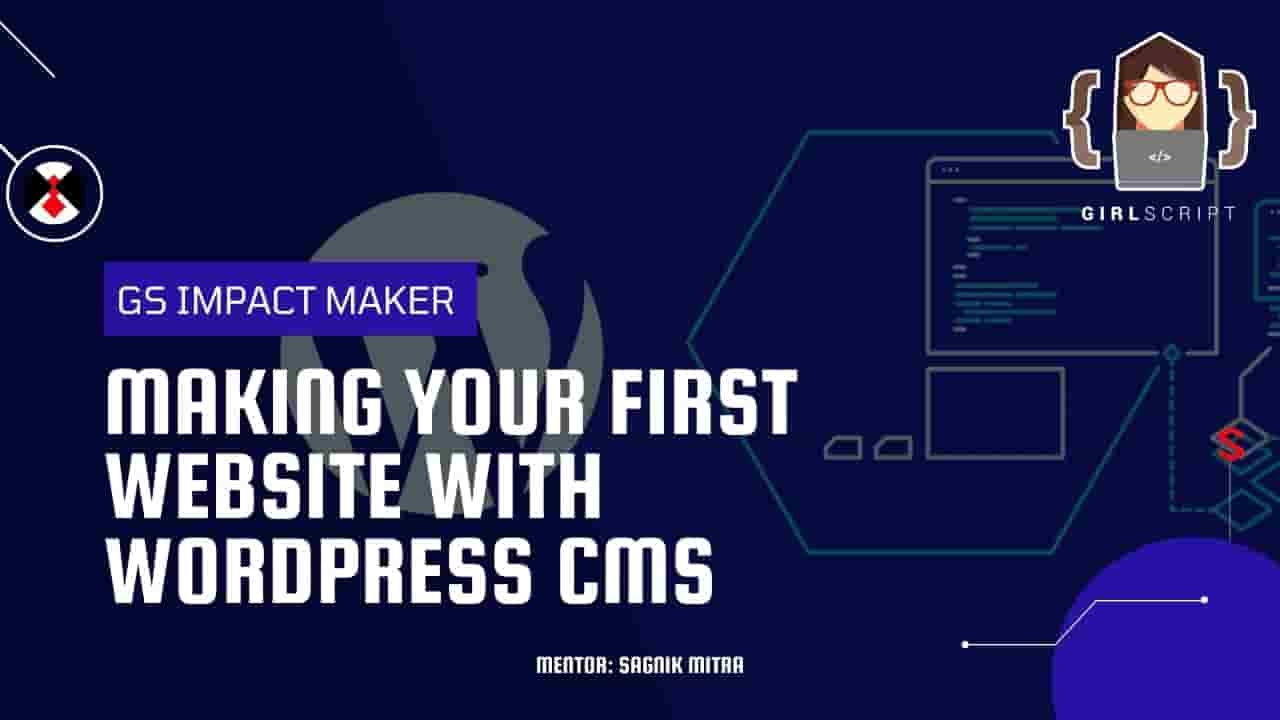 </>
GIRLSCRIPT
GS IMPACT MAKER
MAKING YOUR FIRST
WEBSITE WITH
WORDPRESS CMS
S
MENTOR: SAGNIK MITRA